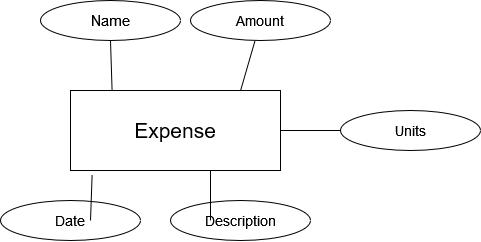 Name
Amount
Expense
Units
Date
Description